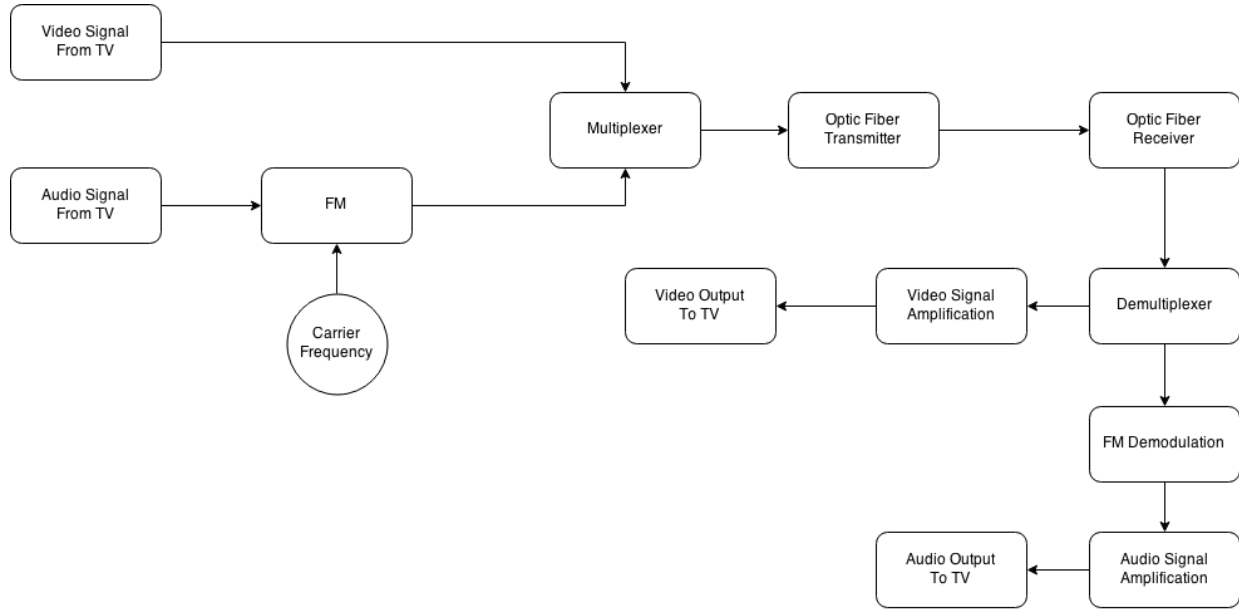 Video Signal
From TV
Multiplexer
Optic Fiber
Transmitter
Optic Fiber
Receiver
Audio Signal
From TV
FM
Carrier
Frequency
Video Output
To TV
Video Signal
Amplification
Demultiplexer
FM Demodulation
Audio Output
To TV
Audio Signal
Amplification